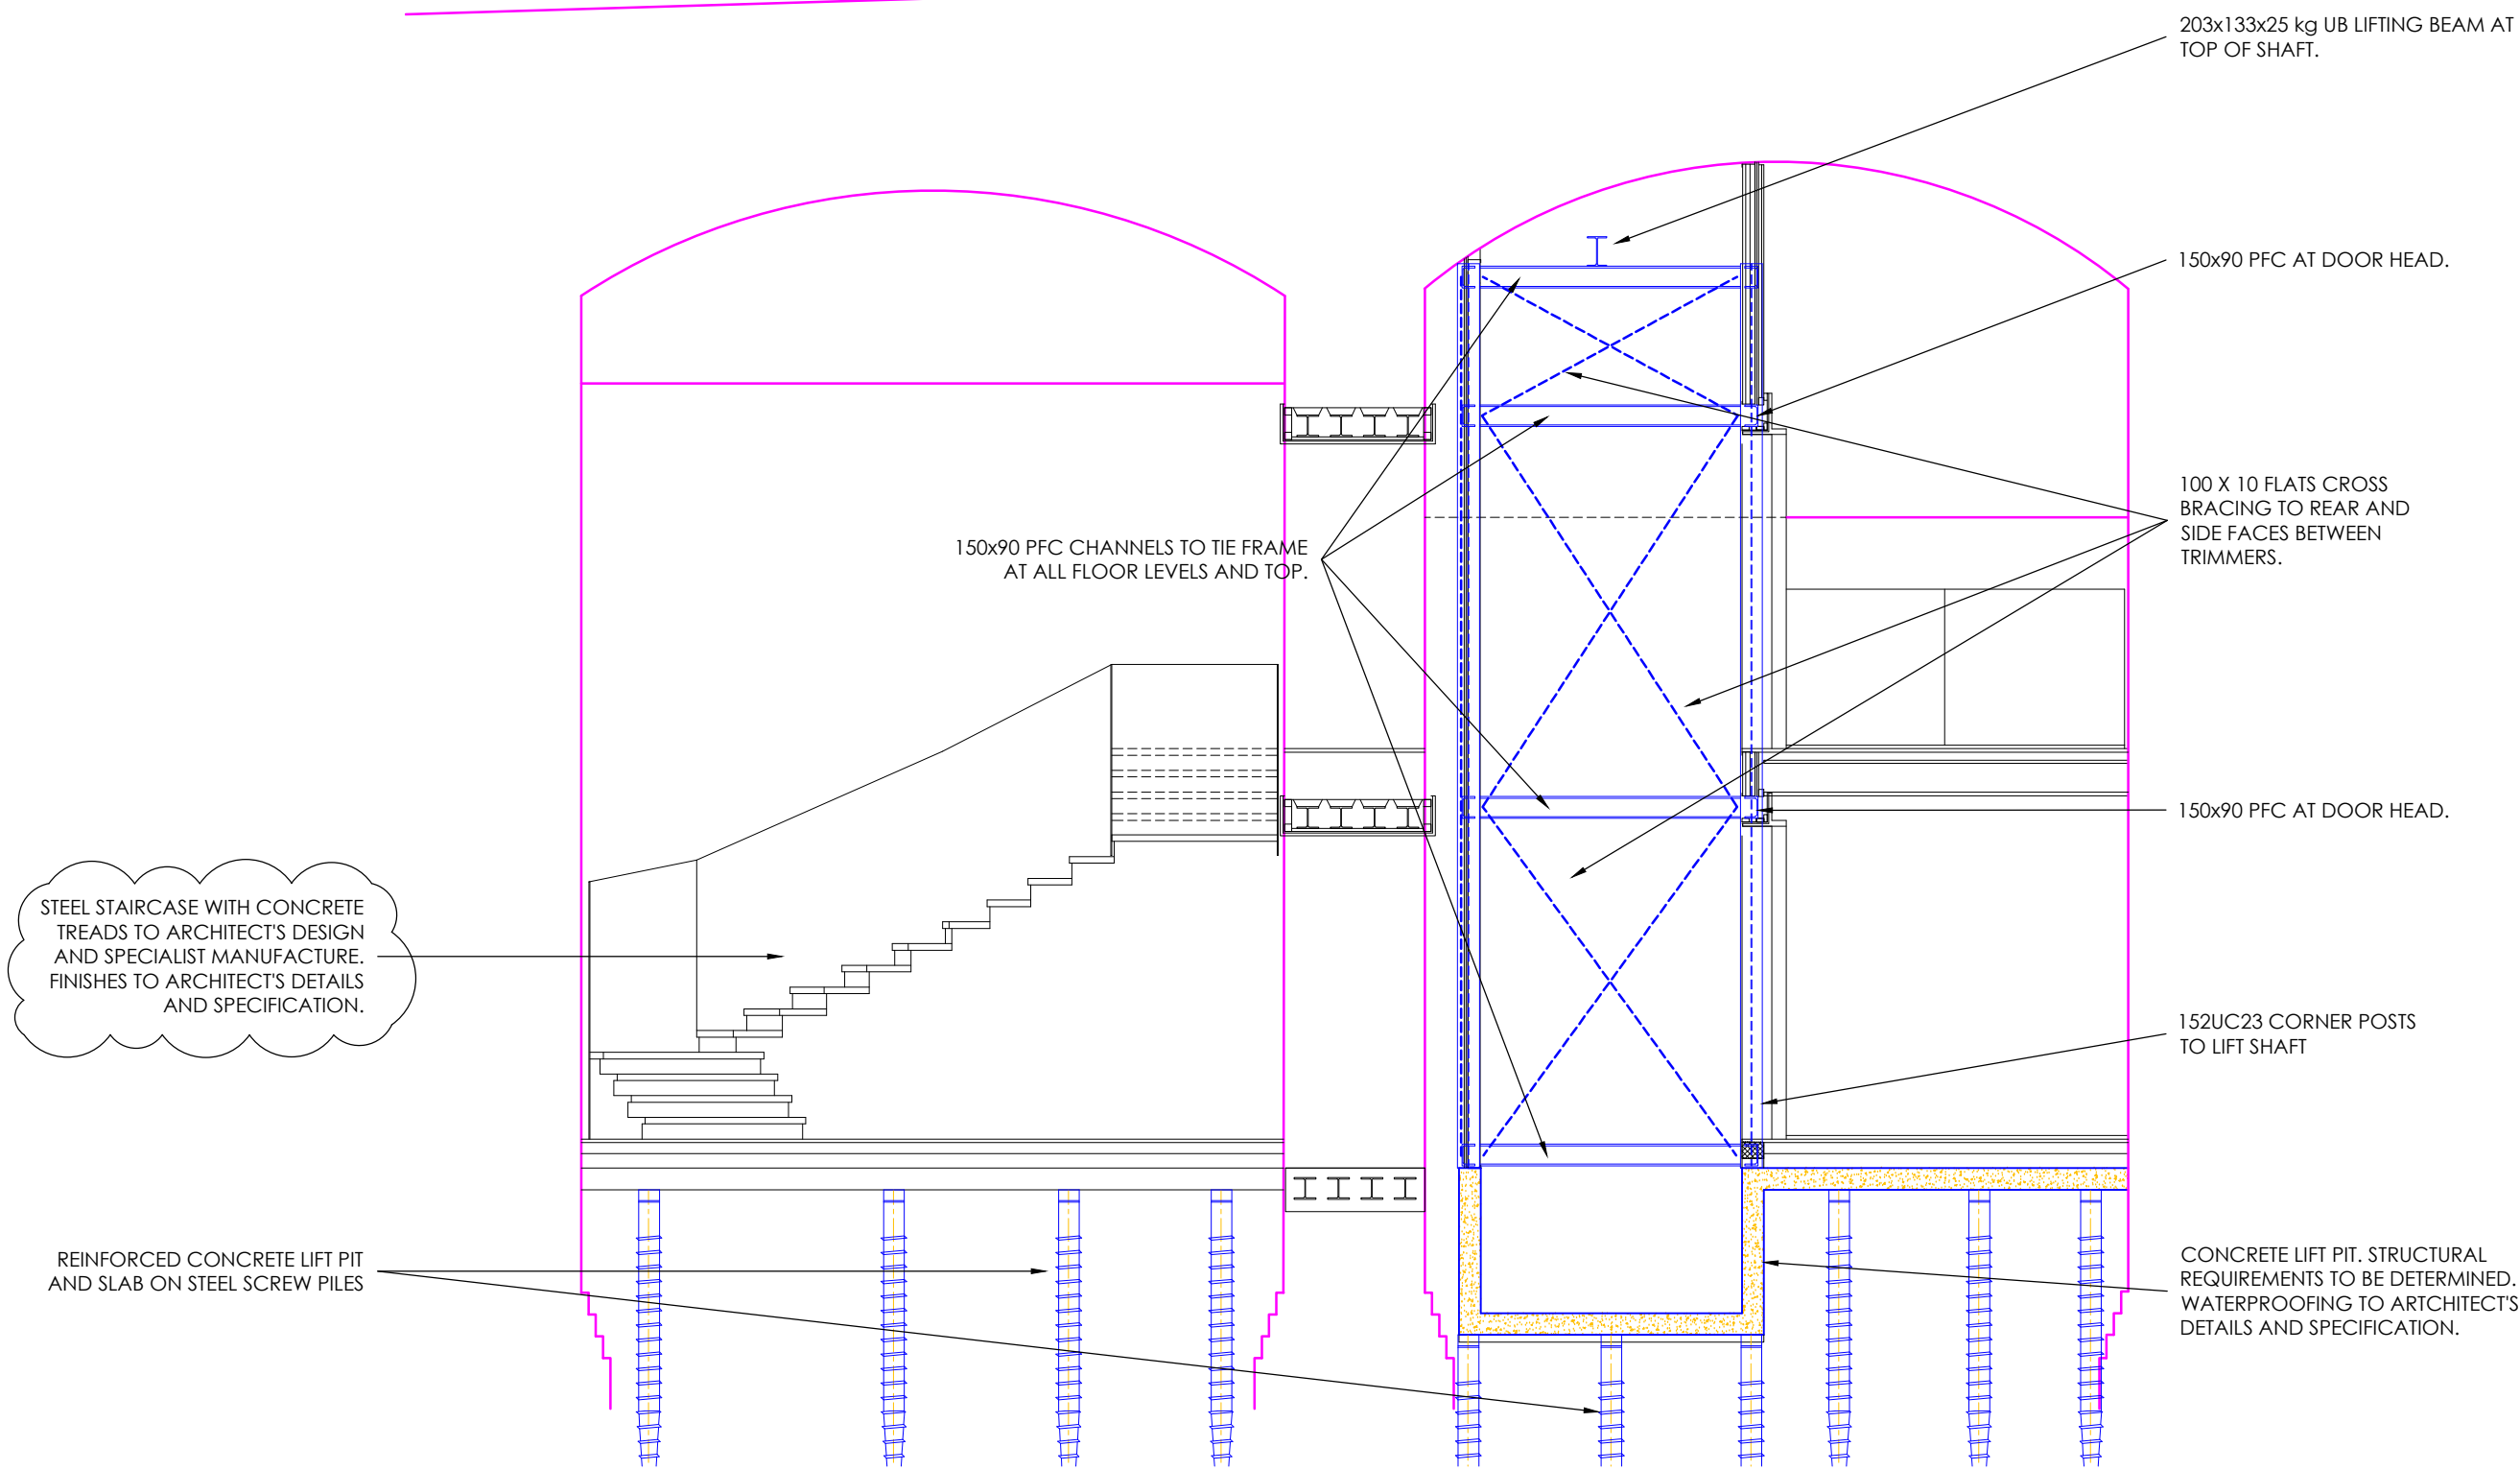 203x133x25 kg UB LIFTING BEAM AT
TOP OF SHAFT.
150x90 PFC AT DOOR HEAD.
100 X 10 FLATS CROSS
BRACING TO REAR AND
SIDE FACES BETWEEN
TRIMMERS.
150x90 PFC CHANNELS TO TIE FRAME
AT ALL FLOOR LEVELS AND TOP.
150x90 PFC AT DOOR HEAD.
STEEL STAIRCASE WITH CONCRETE
TREADS TO ARCHITECT'S DESIGN
AND SPECIALIST MANUFACTURE.
FINISHES TO ARCHITECT'S DETAILS
AND SPECIFICATION.
152UC23 CORNER POSTS
TO LIFT SHAFT
REINFORCED CONCRETE LIFT PIT
AND SLAB ON STEEL SCREW PILES
CONCRETE LIFT PIT. STRUCTURAL
REQUIREMENTS TO BE DETERMINED.
WATERPROOFING TO ARTCHITECT'S
DETAILS AND SPECIFICATION.